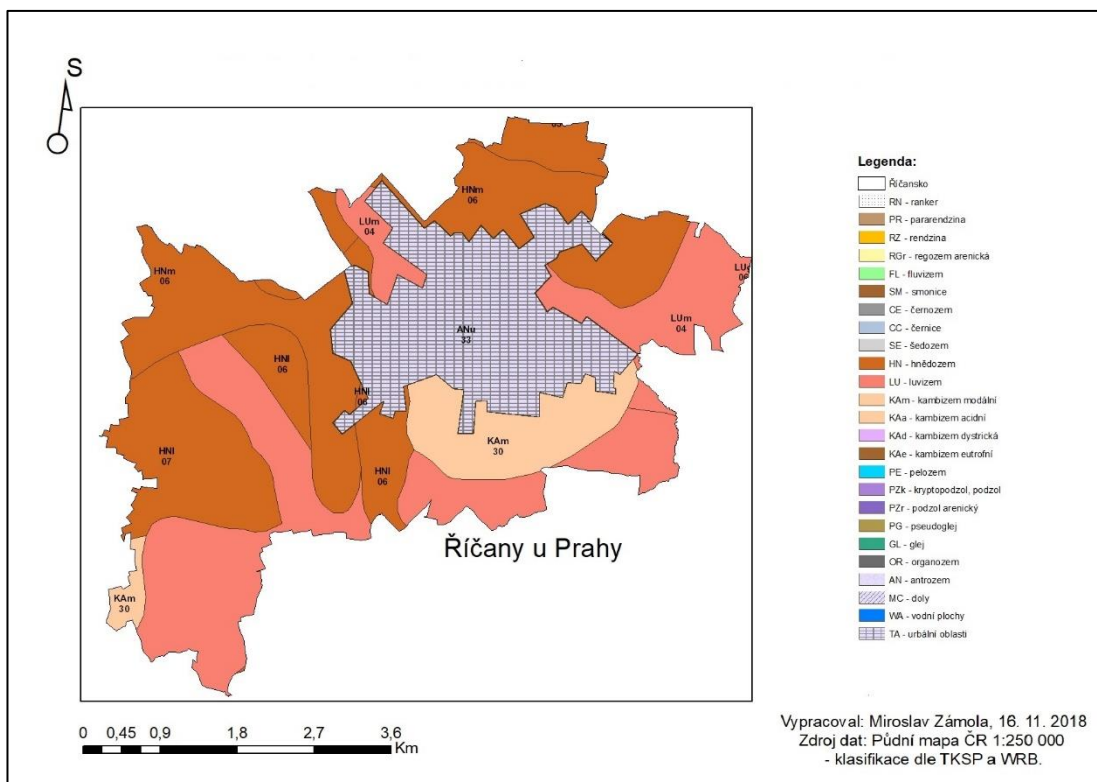 S
HNm
06
LUm
04
HNm
06
LUm
04
ANu
33
HNl
06
HNl
06
KAm
30
HNl
07
HNl
06
KAm
30
Říčany u Prahy
Legenda:
Říčansko
RN - ranker
PR - pararendzina
RZ - rendzina
RGr - regozem arenická
FL - fluvizem
SM - smonice
CE - černozem
CC - černice
SE - šedozem
HN - hnědozem
LU - luvizem
KAm - kambizem modální
KAa - kambizem acidní
KAd - kambizem dystrická
KAe - kambizem eutrofní
PE - pelozem
PZk - kryptopodzol, podzol
PZr - podzol arenický
PG - pseudoglej
GL - glej
OR - organozem
AN - antrozem
MC - doly
WA - vodní plochy
TA - urbální oblasti
0 0,45 0,9 1,8 2,7 3,6
Km
Vypracoval: Miroslav Zámola, 16. 11. 2018
Zdroj dat: Půdní mapa ČR 1:250 000
- klasifikace dle TKSP a WRB.